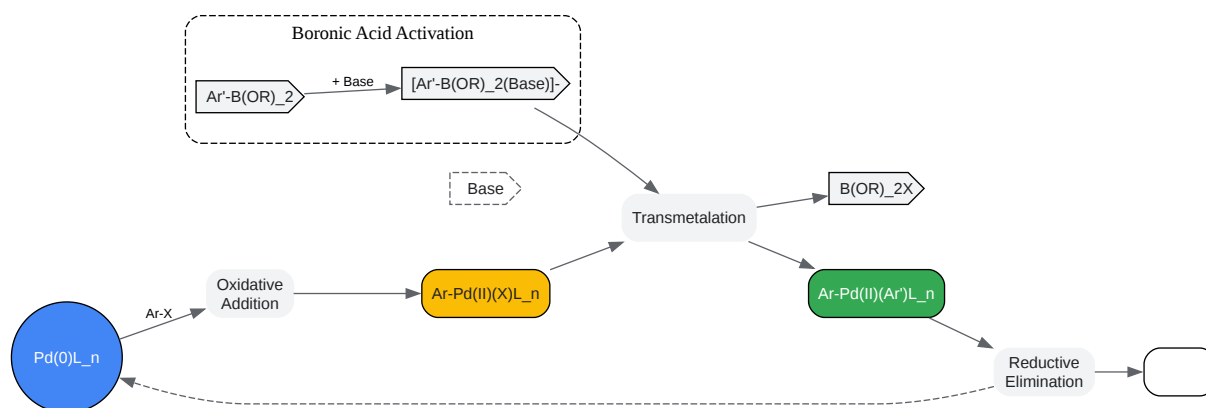 Boronic Acid Activation
Ar'-B(OR)_2
+ Base
[Ar'-B(OR)_2(Base)]-
Base
Transmetalation
B(OR)_2X
Oxidative
Addition
Ar-X
Pd(0)L_n
Ar-Pd(II)(X)L_n
Ar-Pd(II)(Ar')L_n
Reductive
Elimination